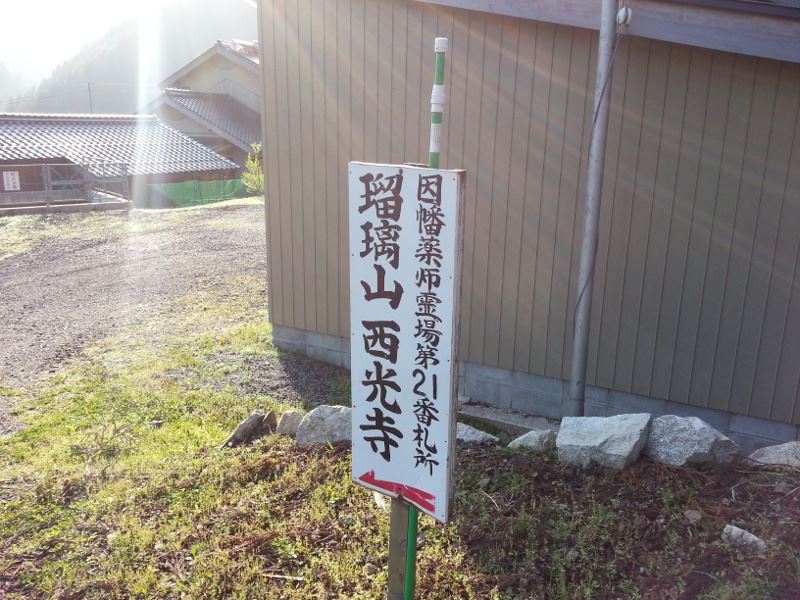 因幡薬師霊場第21番札所
瑠璃山 西光寺